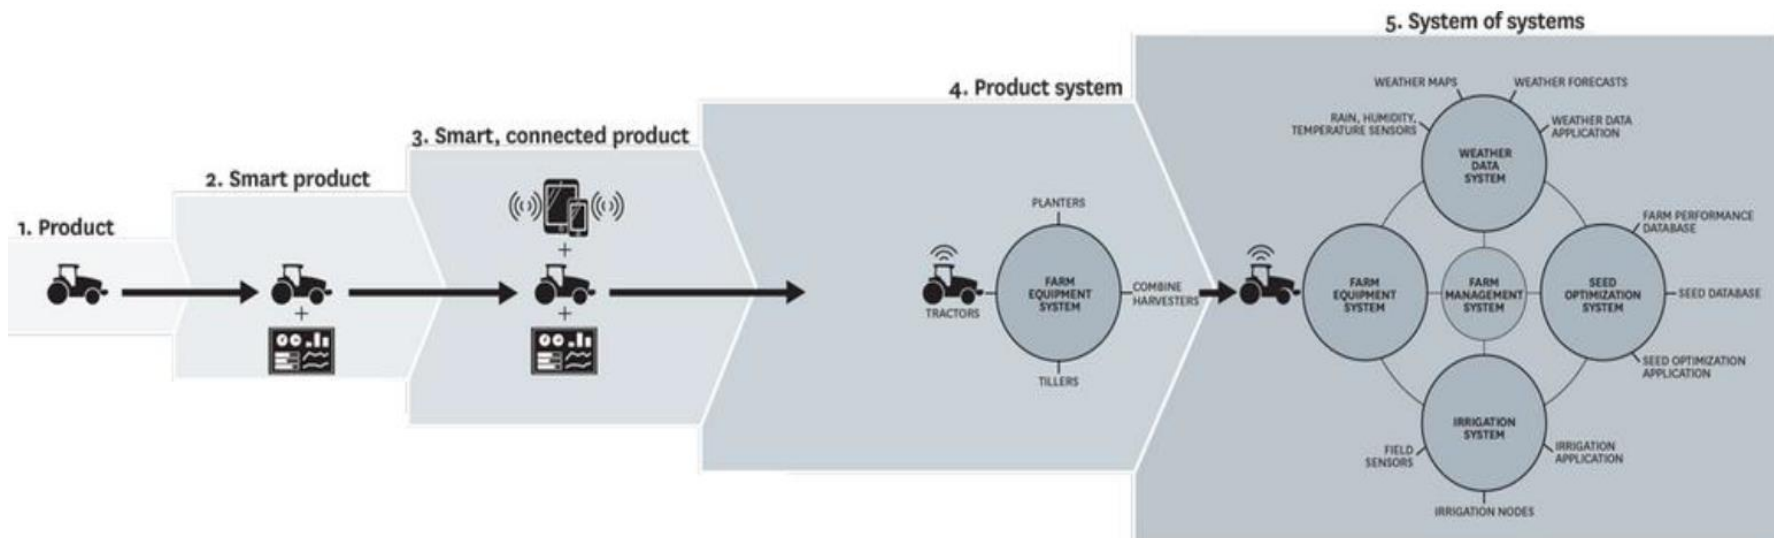 1. Product
2. Smart product
3. Smart, connected product
4. Product system
PLANTERS
TRACTORS
FARM
EQUIPMENT
SYSTEM
COMBINE
HARVESTERS
TILLERS
5. System of systems
WEATHER MAPS
WEATHER FORECASTS
RAIN, HUMIDITY,
TEMPERATURE SENSORS
WEATHER DATA
APPLICATION
WEATHER
DATA
SYSTEM
FARM
EQUIPMENT
SYSTEM
FARM
MANAGEMENT
SYSTEM
SEED
OPTIMIZATION
SYSTEM
FARM PERFORMANCE
DATABASE
SEED DATABASE
SEED OPTIMIZATION
APPLICATION
IRRIGATION
SYSTEM
FIELD
SENSORS
IRRIGATION
APPLICATION
IRRIGATION NODES